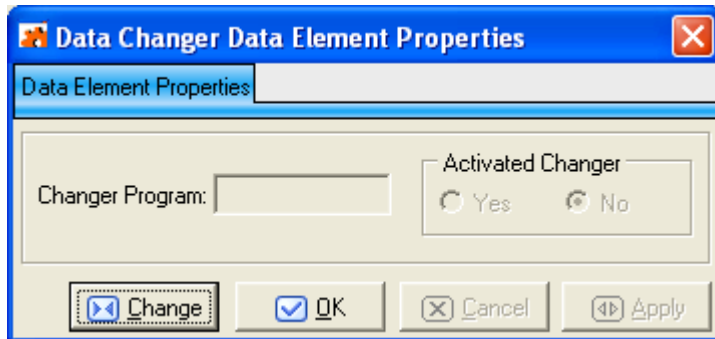 Data Changer Data Element Properties
Data Element Properties
Activated Changer
Changer Program:
Yes No
Change OK Cancel Apply